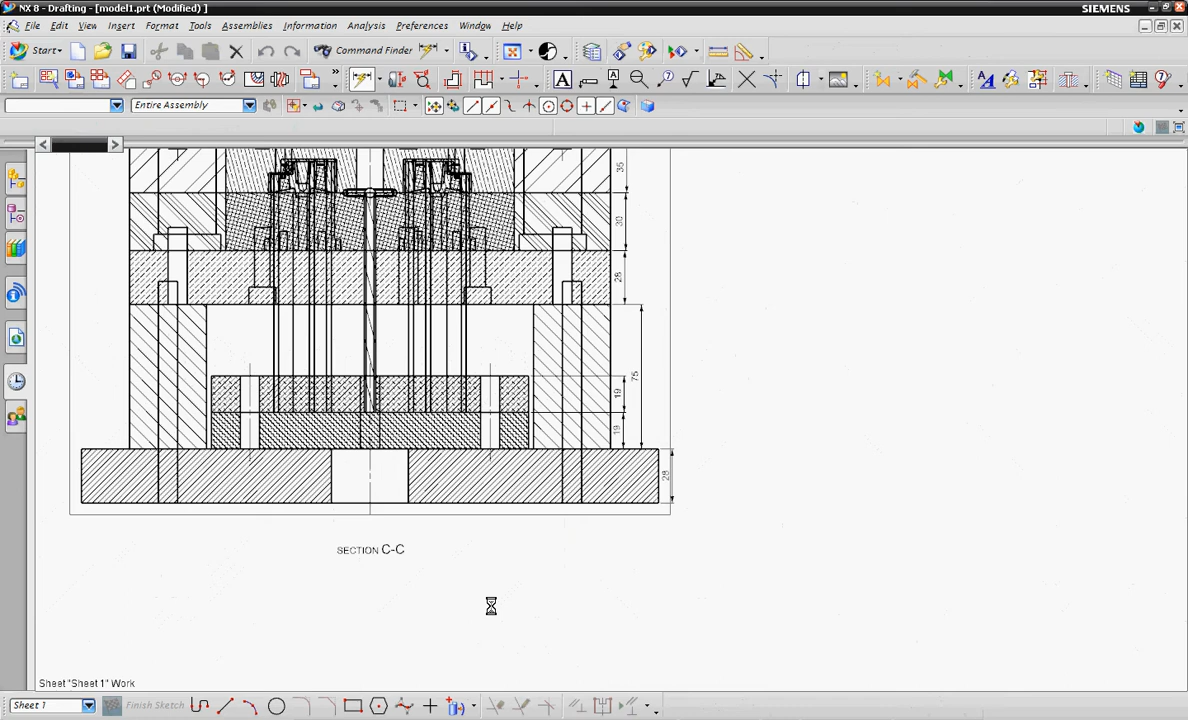 NX 8 - Drafting - [model1.prt (Modified) ]
SIEMENS
File Edit View Insert Format Tools Assemblies Information Analysis Preferences Window Help
Start
Command Finder
Entire Assembly
35
30
28
75
19
19
28
SECTION C-C
Sheet "Sheet 1" Work
Sheet 1
Finish Sketch